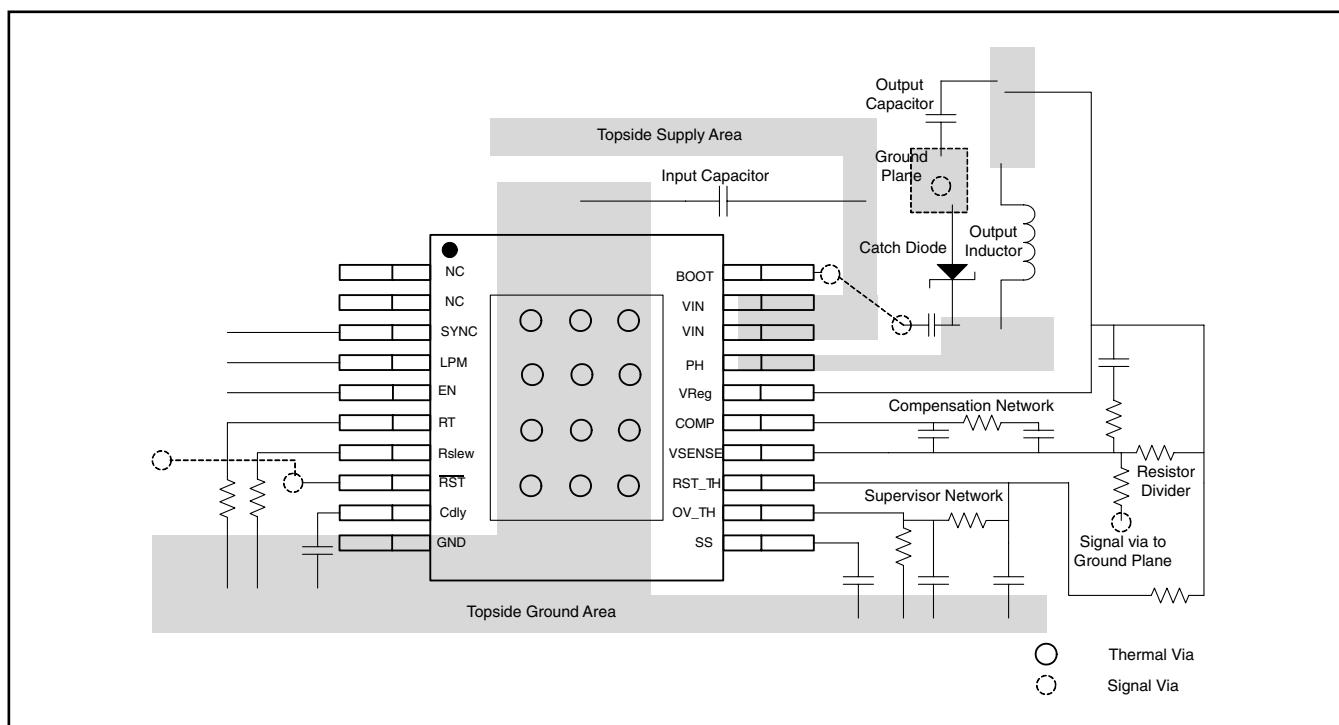 Output
Capacitor
Topside Supply Area
Ground
Plane
Input Capacitor
Catch Diode
Output
Inductor
NC
NC
SYNC
LPM
EN
RT
Rslew
RST
Cdly
GND
BOOT
VIN
VIN
PH
VReg
COMP
VSENSE
RST_TH
OV_TH
SS
Compensation Network
Resistor
Divider
Supervisor Network
Signal via to
Ground Plane
Topside Ground Area
Thermal Via
Signal Via